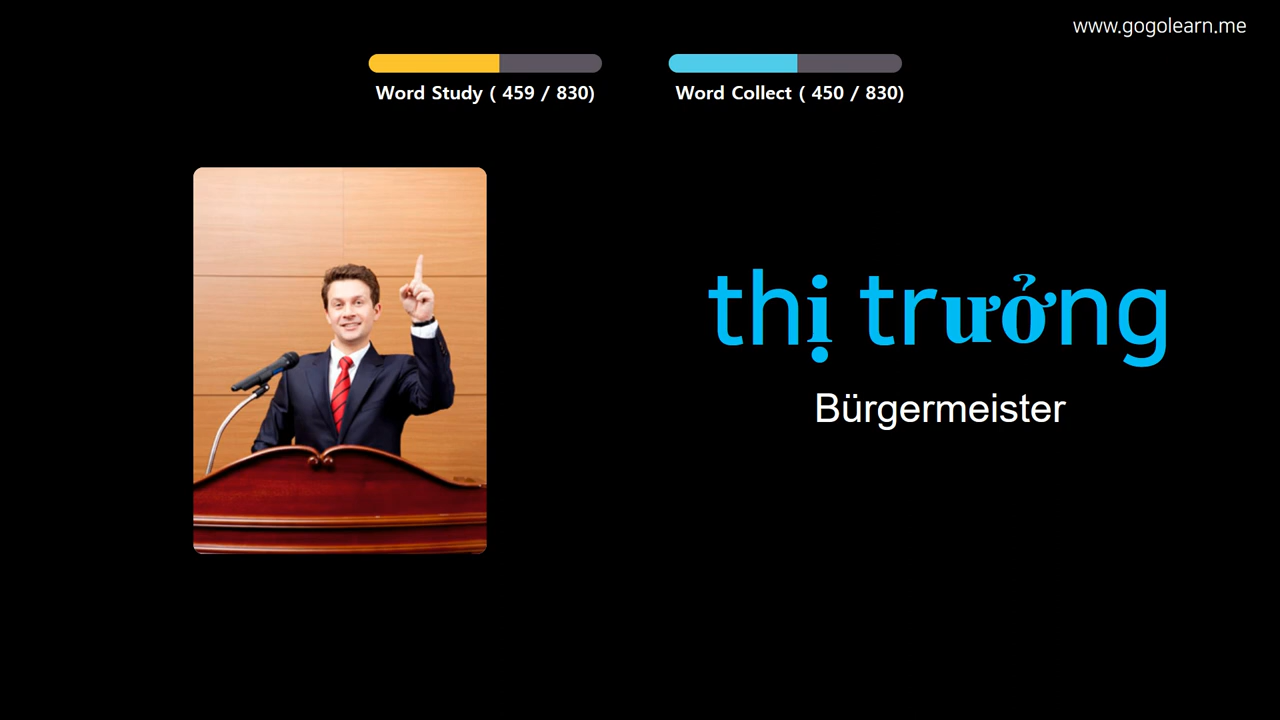 www.gogolearn.me
Word Study ( 459 / 830)
Word Collect ( 450 / 830)
thị trưởng
Bürgermeister